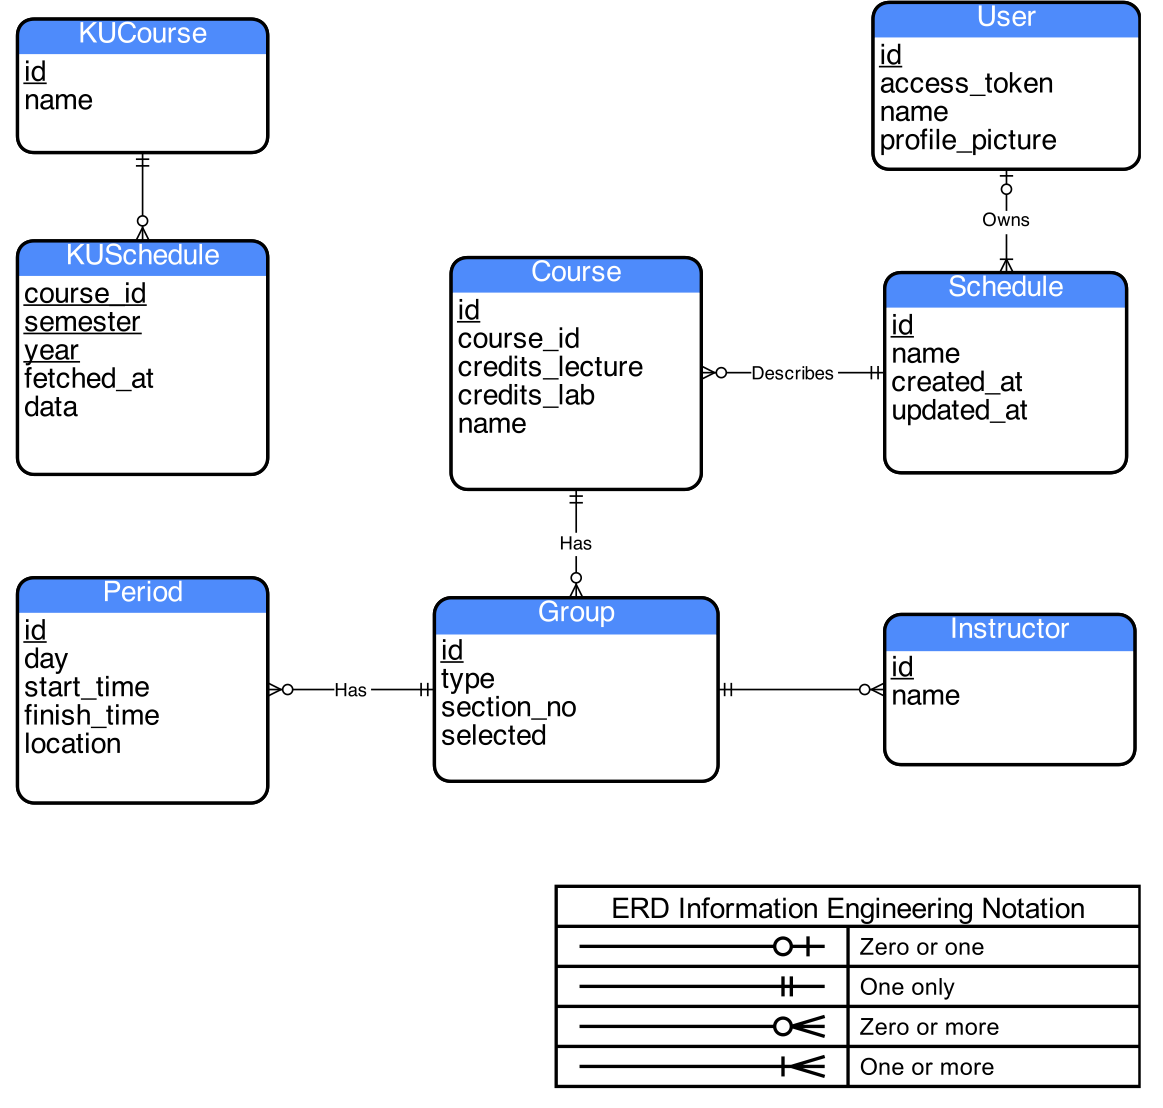 KUCourse
id
name
User
id
access_token
name
profile_picture
Owns
KUSchedule
course_id
semester
year
fetched_at
data
Course
id
course_id
credits_lecture
credits_lab
name
Describes
Schedule
id
name
created_at
updated_at
Has
Period
id
day
start_time
finish_time
location
Has
Group
id
type
section_no
selected
Instructor
id
name
ERD Information Engineering Notation
Zero or one
One only
Zero or more
One or more